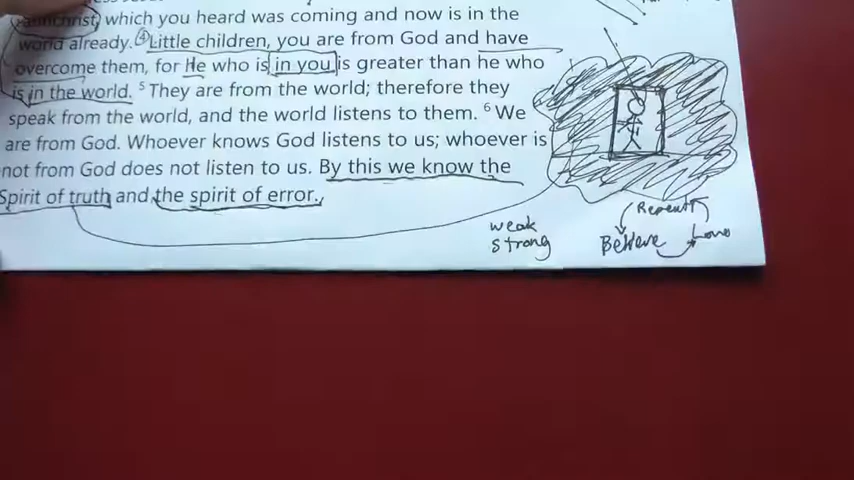 antichrist, which you heard was coming and now is in the
world already. 4 Little children, you are from God and have
overcome them, for He who is in you is greater than he who
is in the world. 5 They are from the world; therefore they
speak from the world, and the world listens to them. 6 We
are from God. Whoever knows God listens to us; whoever is
not from God does not listen to us. By this we know the
Spirit of truth and the spirit of error.
Repent
weak
strong
Believe
Love